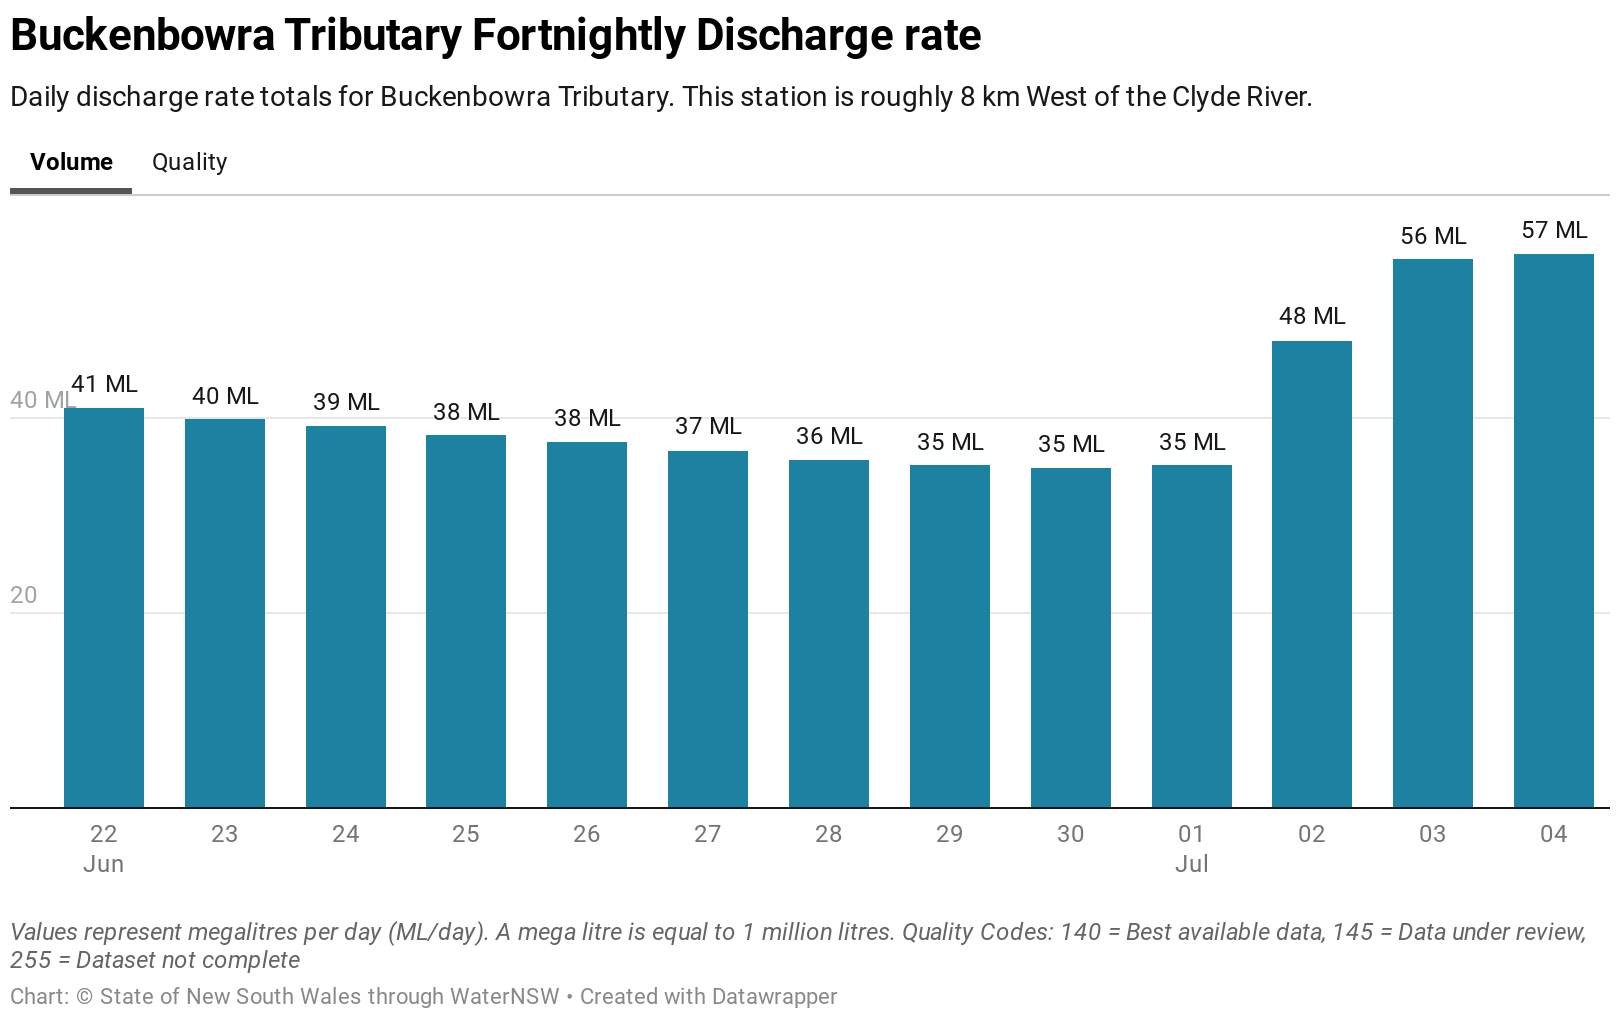 Buckenbowra Tributary Fortnightly Discharge rate
Daily discharge rate totals for Buckenbowra Tributary. This station is roughly 8 km West of the Clyde River.
Volume Quality
57 ML
56 ML
48 ML
41 ML
40 ML
40 ML
39 ML
38 ML
38 ML
37 ML
36 ML
35 ML
35 ML
35 ML
20
22 23 24 25 26 27 28 29 30 01 02 03 04
Jun Jul
Values represent megalitres per day (ML/day). A mega litre is equal to 1 million litres. Quality Codes: 140 = Best available data, 145 = Data under review,
255 = Dataset not complete
Chart: © State of New South Wales through WaterNSW • Created with Datawrapper